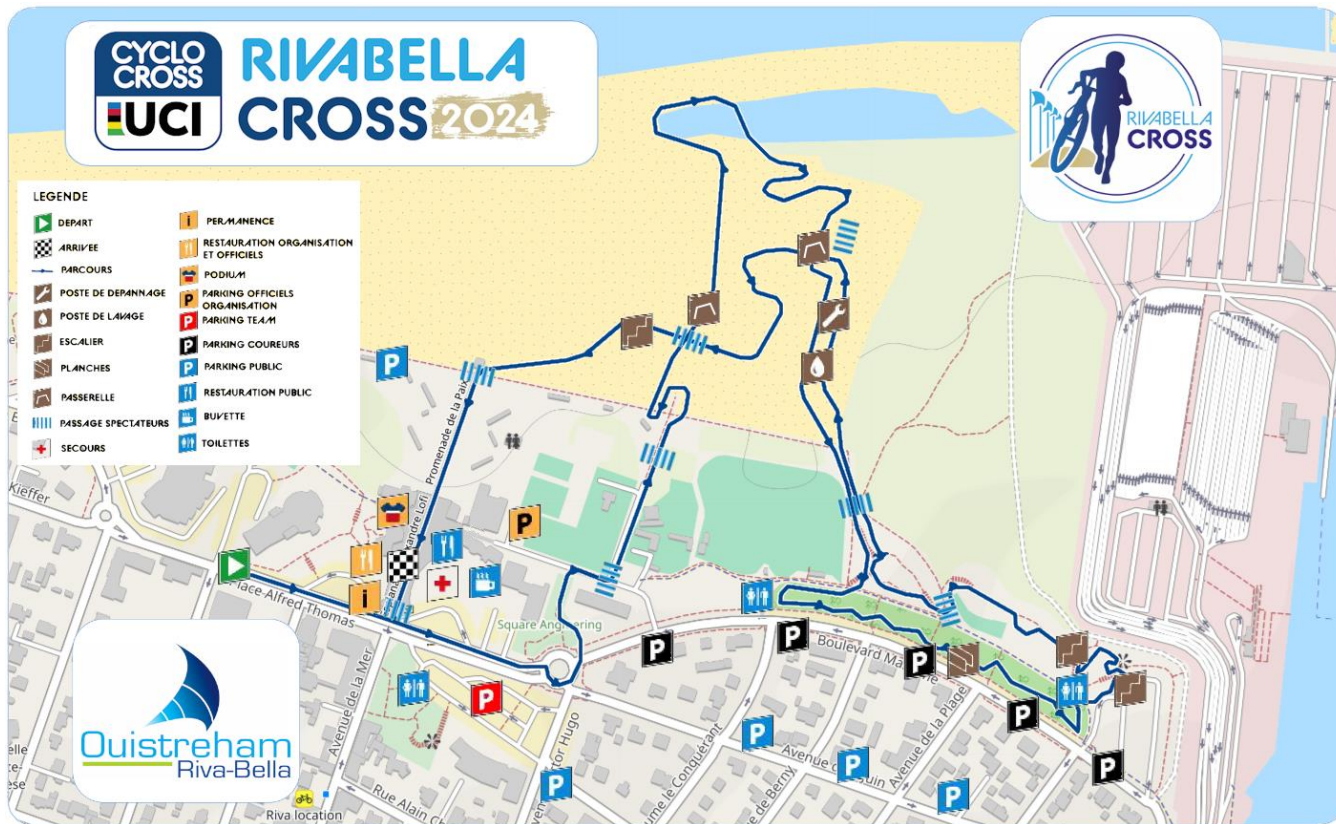 CYCLO
CROSS
UCI
RIVABELLA
CROSS 2024
RIVABELLA
CROSS
LEGENDE
DEPART
ARRIVEE
PARCOURS
POSTE DE DEPANNAGE
POSTE DE LAVAGE
ESCALIER
PLANCHES
PASSERELLE
PASSAGE SPECTATEURS
SECOURS
i PERMANENCE
RESTAURATION ORGANISATION
ET OFFICIELS
PODIUM
P PARKING OFFICIELS
ORGANISATION
P PARKING TEAM
P PARKING COUREURS
P PARKING PUBLIC
RESTAURATION PUBLIC
BUVETTE
TOILETTES
P
Promenade de la Paix
Kieffer
P
i
lace Alfred Thomas
Square
P
P
Boulevard
P
P
P
P
Avenue de la Mer
Avenue de la Plage
P
Avenue
P
P
P
Rue Alain
Riva location
Ouistreham
Riva-Bella